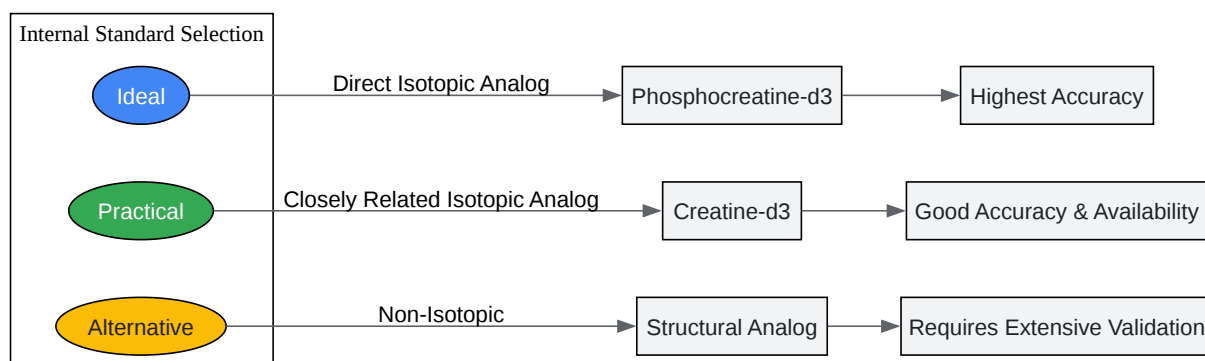 Internal Standard Selection
Ideal
Direct Isotopic Analog
Phosphocreatine-d3
Highest Accuracy
Practical
Closely Related Isotopic Analog
Creatine-d3
Good Accuracy & Availability
Alternative
Non-Isotopic
Structural Analog
Requires Extensive Validation